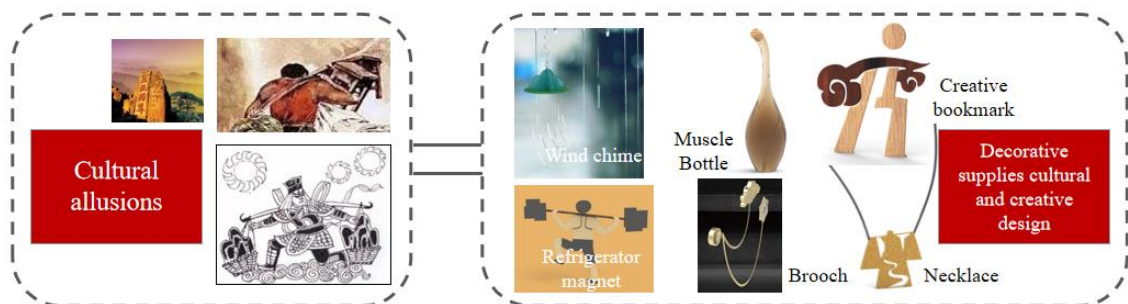 Cultural
allusions
Wind chime
Muscle
Bottle
Creative
bookmark
Refrigerator
magnet
Brooch
Necklace
Decorative
supplies cultural
and creative
design